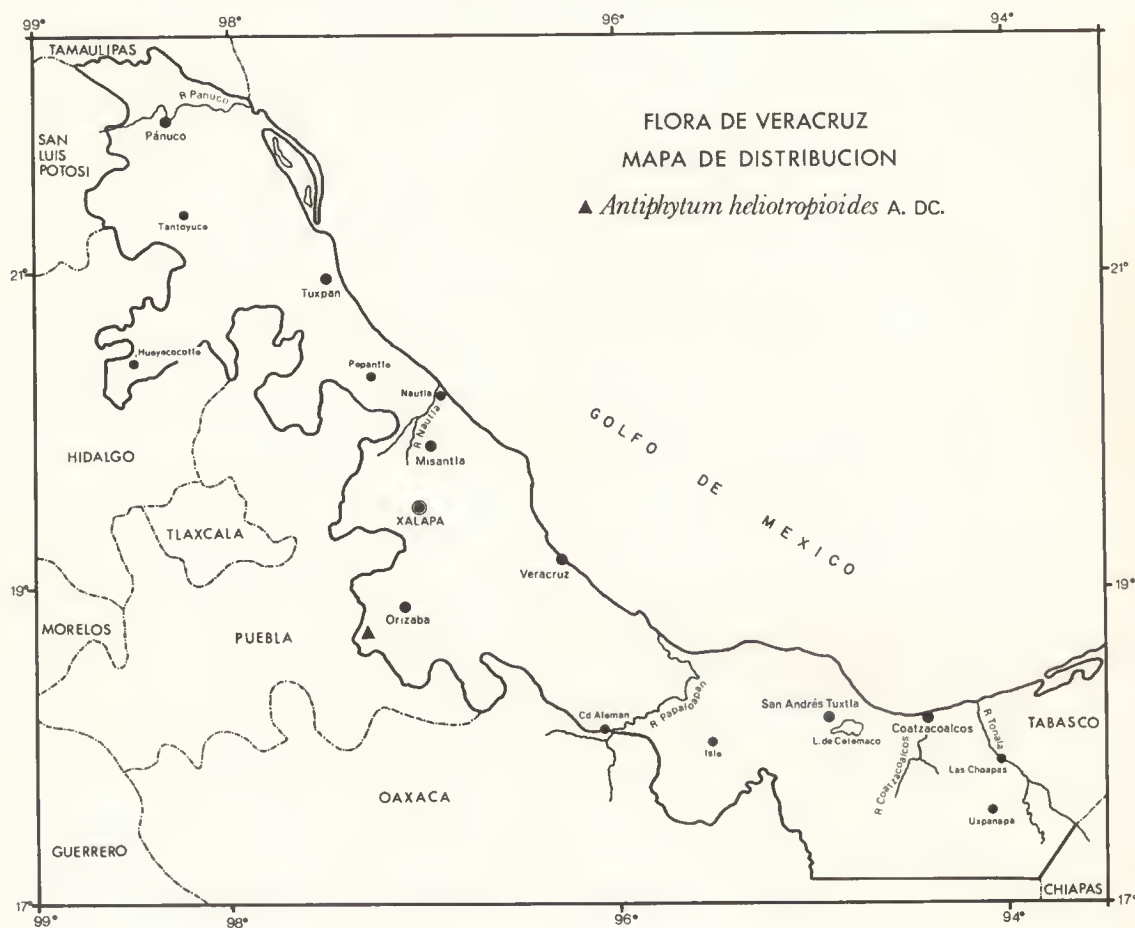 99° 98° 96° 94°
TAMAULIPAS
R Panuco
Pánuco
FLORA DE VERACRUZ
MAPA DE DISTRIBUCION
▲ Antiphytum heliotropioides A. DC.
SAN
LUIS
POTOSI
Tantoyuca
21° 21°
Tuxpan
Huayacocotla
Papantla
Nautla
R Nautla
Misantla
GOLFO DE MEXICO
HIDALGO
XALAPA
TLAXCALA
Veracruz
19° 19°
Orizaba
MORELOS
PUEBLA
R Papaloapan
San Andrés Tuxtla
Cd Aleman
L. de Catemaco
Coatzacoalcos
R Tonala
TABASCO
Isla
R Coatzacoalcos
Las Choapas
OAXACA
Uxpanapa
GUERRERO
CHIAPAS
17° 17°
99° 98° 96° 94°